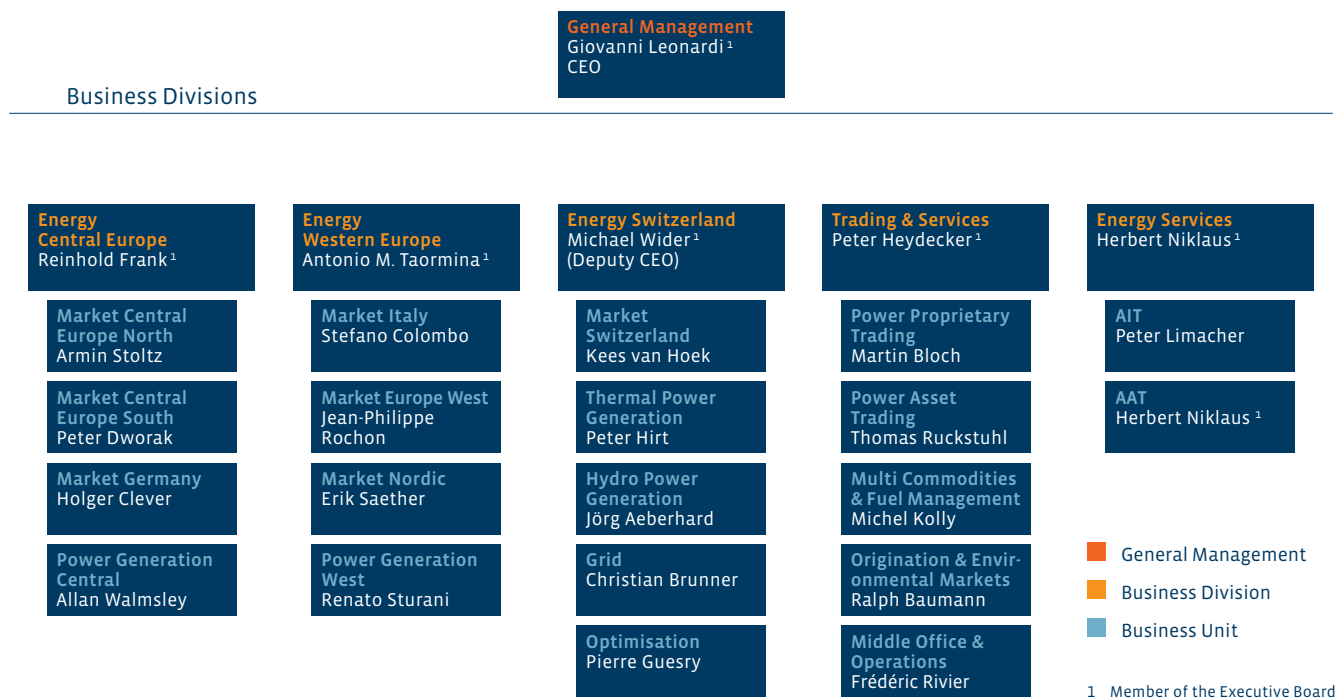 General Management
Giovanni Leonardi ¹
CEO
Business Divisions
Energy
Central Europe
Reinhold Frank ¹
Market Central
Europe North
Armin Stoltz
Market Central
Europe South
Peter Dworak
Market Germany
Holger Clever
Power Generation
Central
Allan Walmsley
Energy
Western Europe
Antonio M. Taormina ¹
Market Italy
Stefano Colombo
Market Europe West
Jean-Philippe
Rochon
Market Nordic
Erik Saether
Power Generation
West
Renato Sturani
Energy Switzerland
Michael Wider ¹
(Deputy CEO)
Market
Switzerland
Kees van Hoek
Thermal Power
Generation
Peter Hirt
Hydro Power
Generation
Jörg Aeberhard
Grid
Christian Brunner
Optimisation
Pierre Guesry
Trading & Services
Peter Heydecker ¹
Power Proprietary
Trading
Martin Bloch
Power Asset
Trading
Thomas Ruckstuhl
Multi Commodities
& Fuel Management
Michel Kolly
Origination & Envir-
onmental Markets
Ralph Baumann
Middle Office &
Operations
Frédéric Rivier
Energy Services
Herbert Niklaus ¹
AIT
Peter Limacher
AAT
Herbert Niklaus ¹
General Management
Business Division
Business Unit
1 Member of the Executive Board